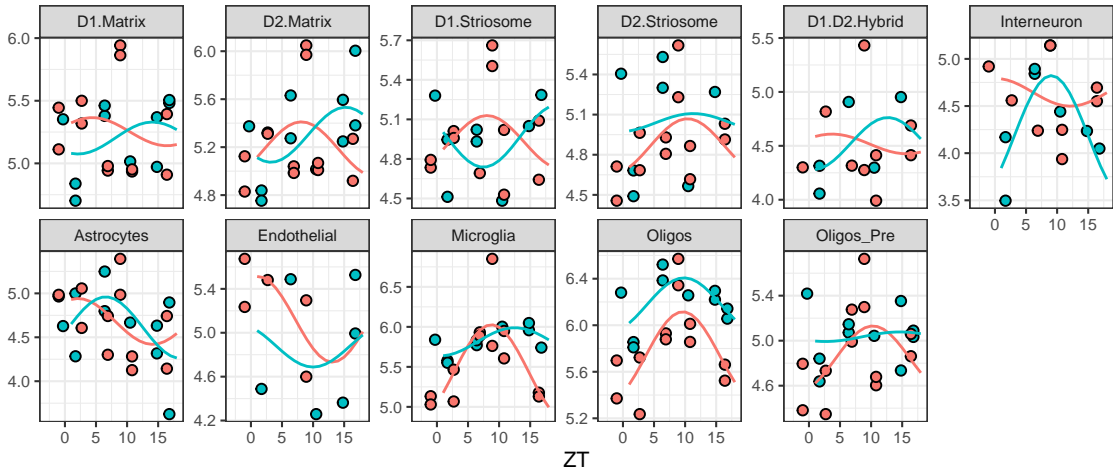 D1.Matrix D2.Matrix D1.Striosome D2.Striosome D1.D2.Hybrid Interneuron
6.0 5.5 5.0
6.0 5.6 5.2 4.8
5.7 5.4 5.1 4.8 4.5
5.4 5.1 4.8 4.5
5.5 5.0 4.5 4.0
5.0 4.5 4.0 3.5
0 5 10 15
Astrocytes Endothelial Microglia Oligos Oligos_Pre
5.0 4.5 4.0
5.4 5.0 4.6 4.2
6.5 6.0 5.5 5.0
6.4 6.0 5.6 5.2
5.4 5.0 4.6
0 5 10 15 0 5 10 15 0 5 10 15 0 5 10 15 0 5 10 15
ZT